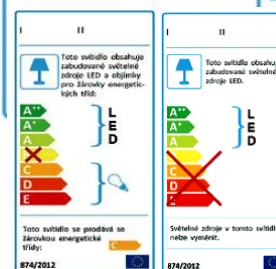 I II
Toto svítidlo obsahuje
zabudované světelné
zdroje LED a objímky
pro žárovky energetic-
kých tříd:
A++
A+
A
C
D
E
L
E
D
Toto svítidlo se prodává se
žárovkou energetické
třídy:
C
874/2012
I II
Toto svítidlo obsahuje
zabudované světelné
zdroje LED.
A++
A+
A
C
D
E
L
E
D
Světelné zdroje v tomto svítidle
nelze vyměnit.
874/2012